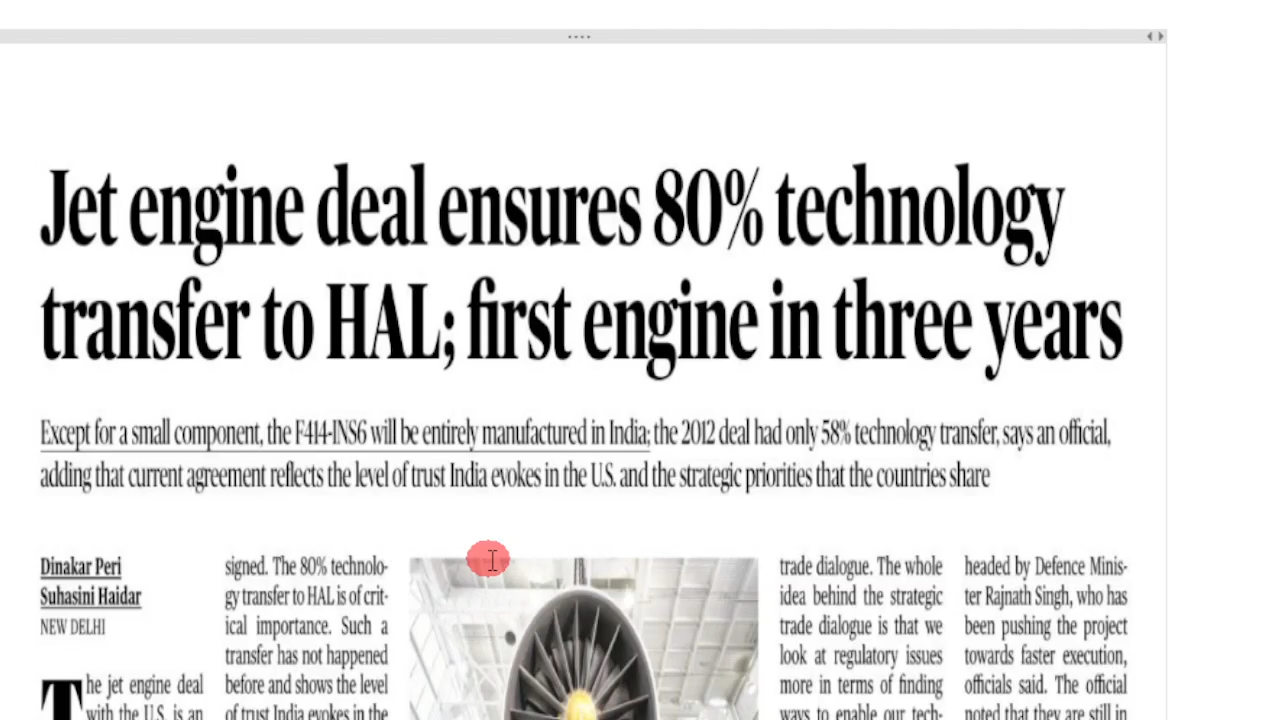 Jet engine deal ensures 80% technology
transfer to HAL; first engine in three years
Except for a small component, the F414-INS6 will be entirely manufactured in India; the 2012 deal had only 58% technology transfer, says an official,
adding that current agreement reflects the level of trust India evokes in the U.S. and the strategic priorities that the countries share
Dinakar Peri
Suhasini Haidar
NEW DELHI
The jet engine deal
with the U.S. is an
signed. The 80% technolo-
gy transfer to HAL is of crit-
ical importance. Such a
transfer has not happened
before and shows the level
of trust India evokes in the
trade dialogue. The whole
idea behind the strategic
trade dialogue is that we
look at regulatory issues
more in terms of finding
ways to enable our tech-
headed by Defence Minis-
ter Rajnath Singh, who has
been pushing the project
towards faster execution,
officials said. The official
noted that they are still in